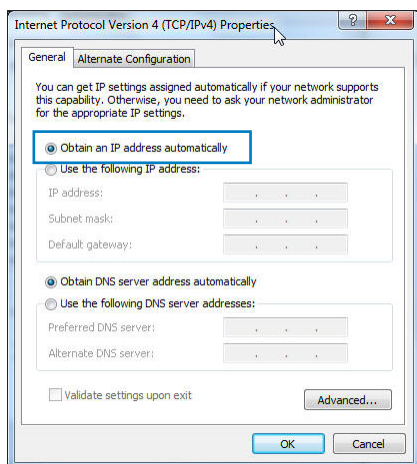 Internet Protocol Version 4 (TCP/IPv4) Properties
General
Alternate Configuration
You can get IP settings assigned automatically if your network supports
this capability. Otherwise, you need to ask your network administrator
for the appropriate IP settings.
Obtain an IP address automatically
Use the following IP address:
IP address:
Subnet mask:
Default gateway:
Obtain DNS server address automatically
Use the following DNS server addresses:
Preferred DNS server:
Alternate DNS server:
Validate settings upon exit
Advanced...
OK
Cancel